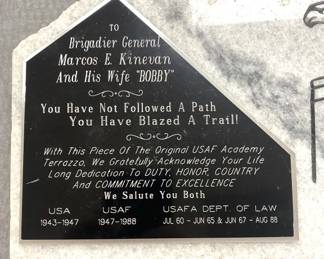 TO
Brigadier General
Marcos E. Kinevan
And His Wife "BOBBY"
You Have Not Followed A Path
You Have Blazed A Trail!
With This Piece Of The Original USAF Academy
Terrazzo, We Gratefully Acknowledge Your Life
Long Dedication To DUTY, HONOR, COUNTRY
And COMMITMENT TO EXCELLENCE
We Salute You Both
USA USAF USAFA DEPT. OF LAW
1943-1947 1947-1988 JUL 60 - JUN 65 & JUN 67 - AUG 88